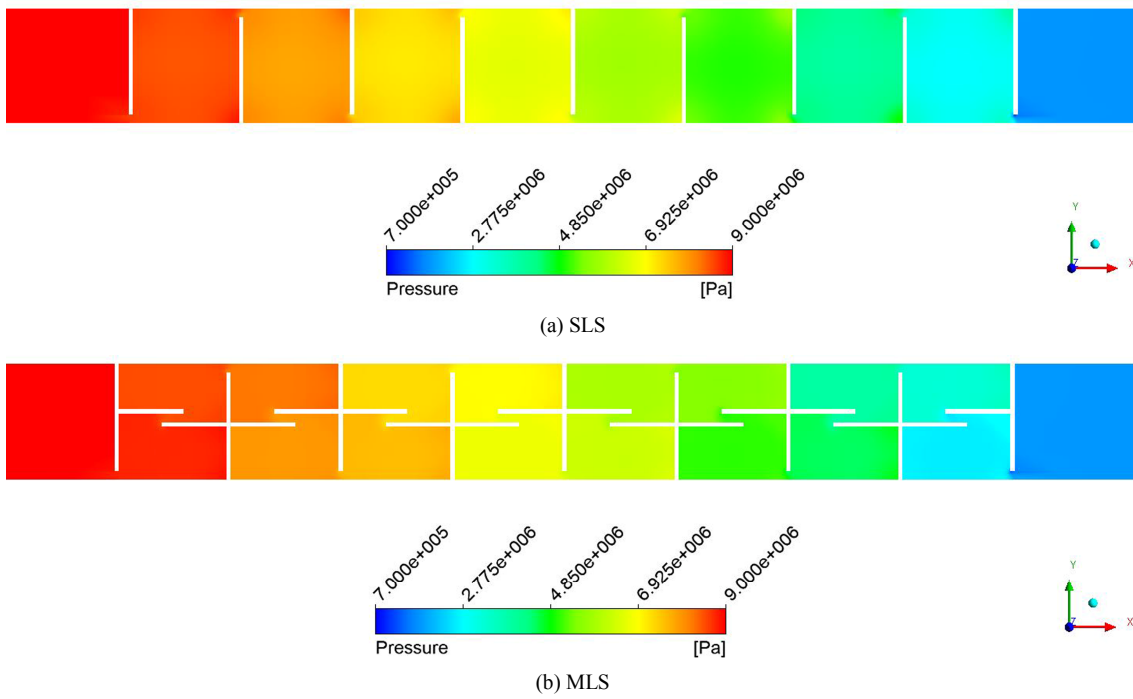 7.000e+005
2.775e+006
4.850e+006
6.925e+006
9.000e+006
Pressure
[Pa]
Y
Z
X
(a) SLS
7.000e+005
2.775e+006
4.850e+006
6.925e+006
9.000e+006
Pressure
[Pa]
Y
Z
X
(b) MLS